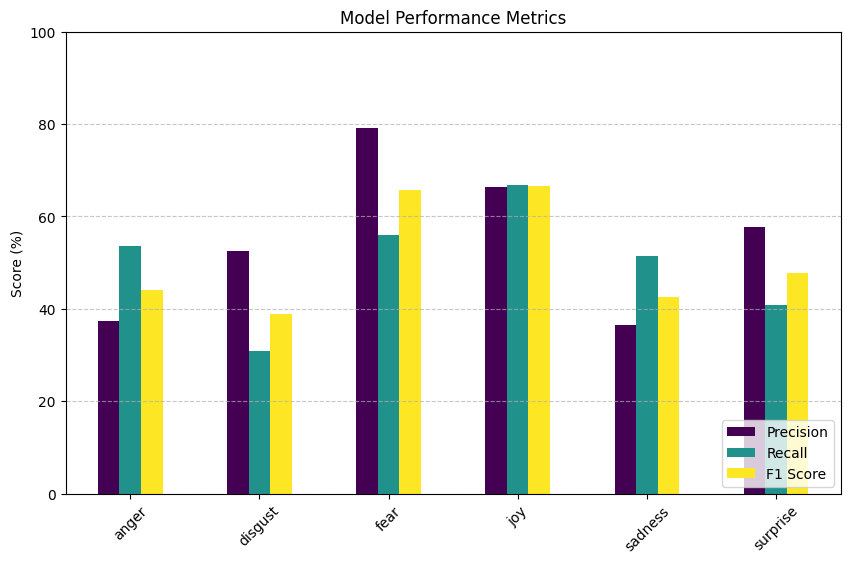 Model Performance Metrics
Score (%)
100
80
60
40
20
0
anger
disgust
fear
joy
sadness
surprise
Precision
Recall
F1 Score